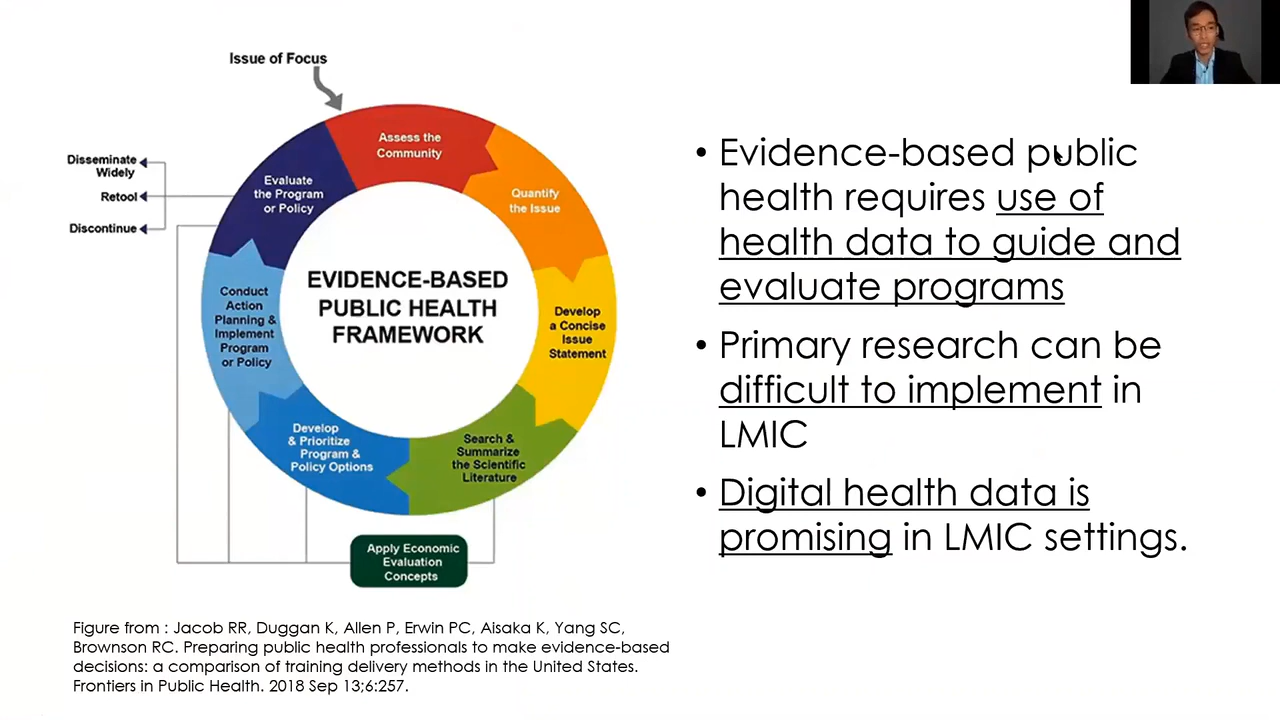 Issue of Focus
Assess the
Community
Quantify
the Issue
Develop
a Concise
Issue
Statement
Search &
Summarize
the Scientific
Literature
Develop
& Prioritize
Program &
Policy Options
Conduct
Action
Planning &
Implement
Program
or Policy
Evaluate
the Program
or Policy
Disseminate
Widely
Retool
Discontinue
EVIDENCE-BASED
PUBLIC HEALTH
FRAMEWORK
Apply Economic
Evaluation
Concepts
Figure from : Jacob RR, Duggan K, Allen P, Erwin PC, Aisaka K, Yang SC,
Brownson RC. Preparing public health professionals to make evidence-based
decisions: a comparison of training delivery methods in the United States.
Frontiers in Public Health. 2018 Sep 13;6:257.
• Evidence-based public
health requires use of
health data to guide and
evaluate programs
• Primary research can be
difficult to implement in
LMIC
• Digital health data is
promising in LMIC settings.